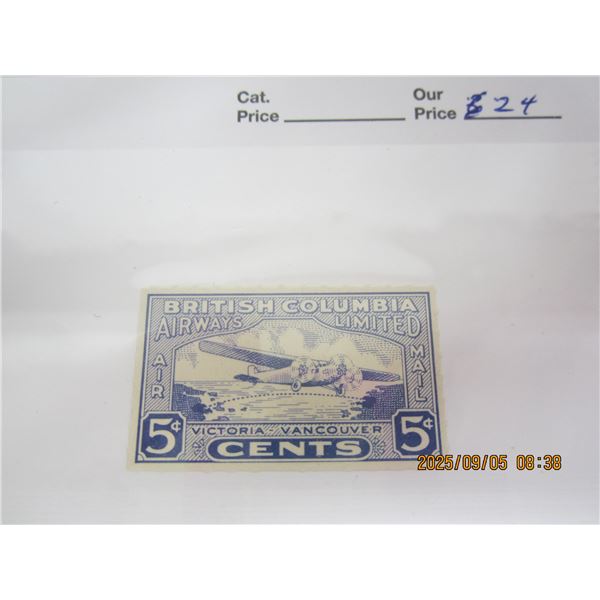 Cat. Our
Price Price $24
BRITISH COLUMBIA
AIRWAYS LIMITED
AIR MAIL
VICTORIA - VANCOUVER
5¢ CENTS 5¢
2025/09/05 08:38